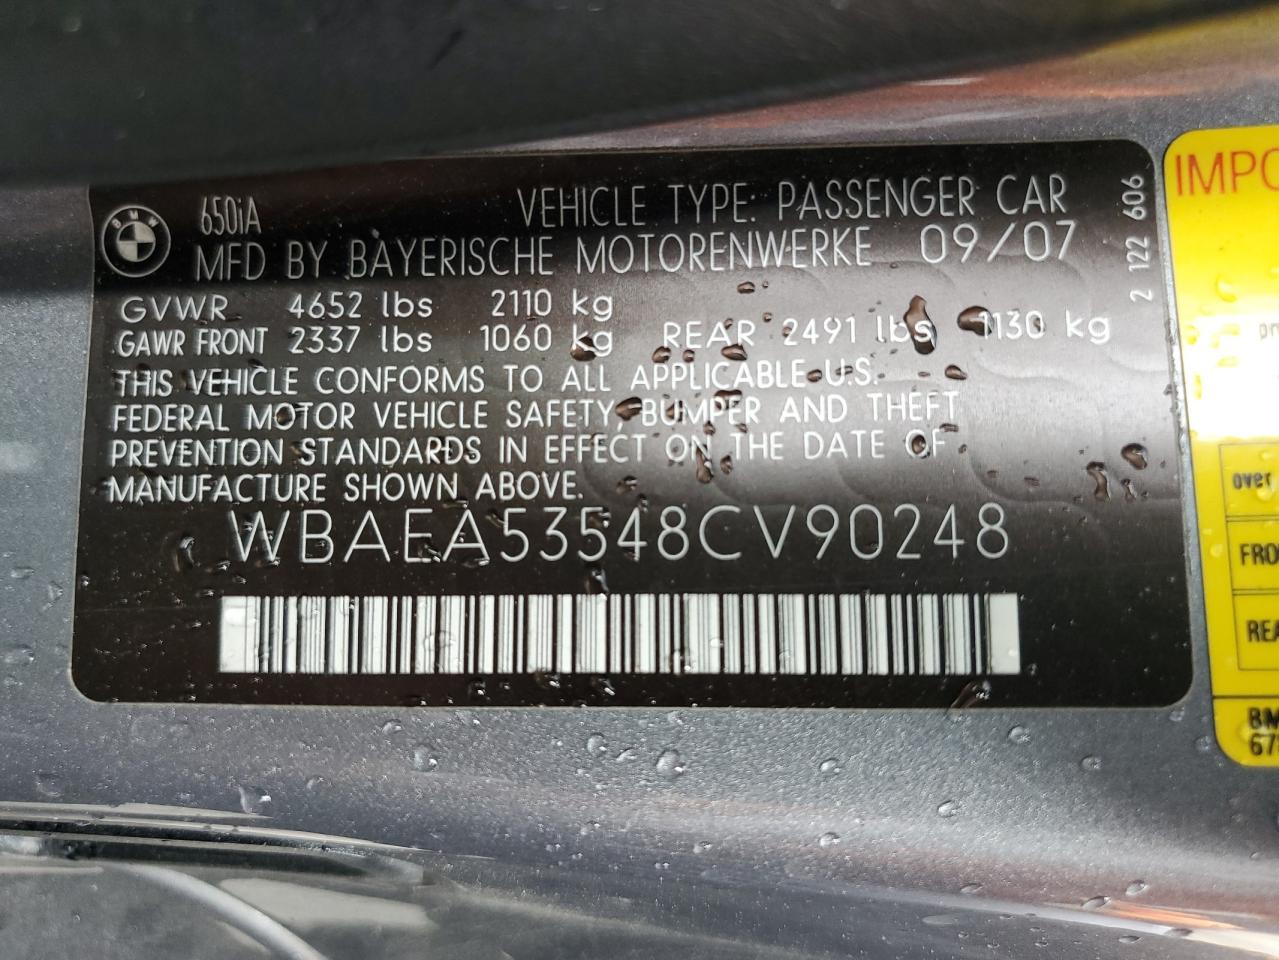 650iA
VEHICLE TYPE: PASSENGER CAR
MFD BY BAYERISCHE MOTORENWERKE 09/07
GVWR 4652 lbs 2110 kg
GAWR FRONT 2337 lbs 1060 kg REAR 2491 lbs 1130 kg
THIS VEHICLE CONFORMS TO ALL APPLICABLE U.S.
FEDERAL MOTOR VEHICLE SAFETY, BUMPER AND THEFT
PREVENTION STANDARDS IN EFFECT ON THE DATE OF
MANUFACTURE SHOWN ABOVE.
WBAEA53548CV90248
2 122 606
BMW
IMPO
over
FRO
REA
BM
67